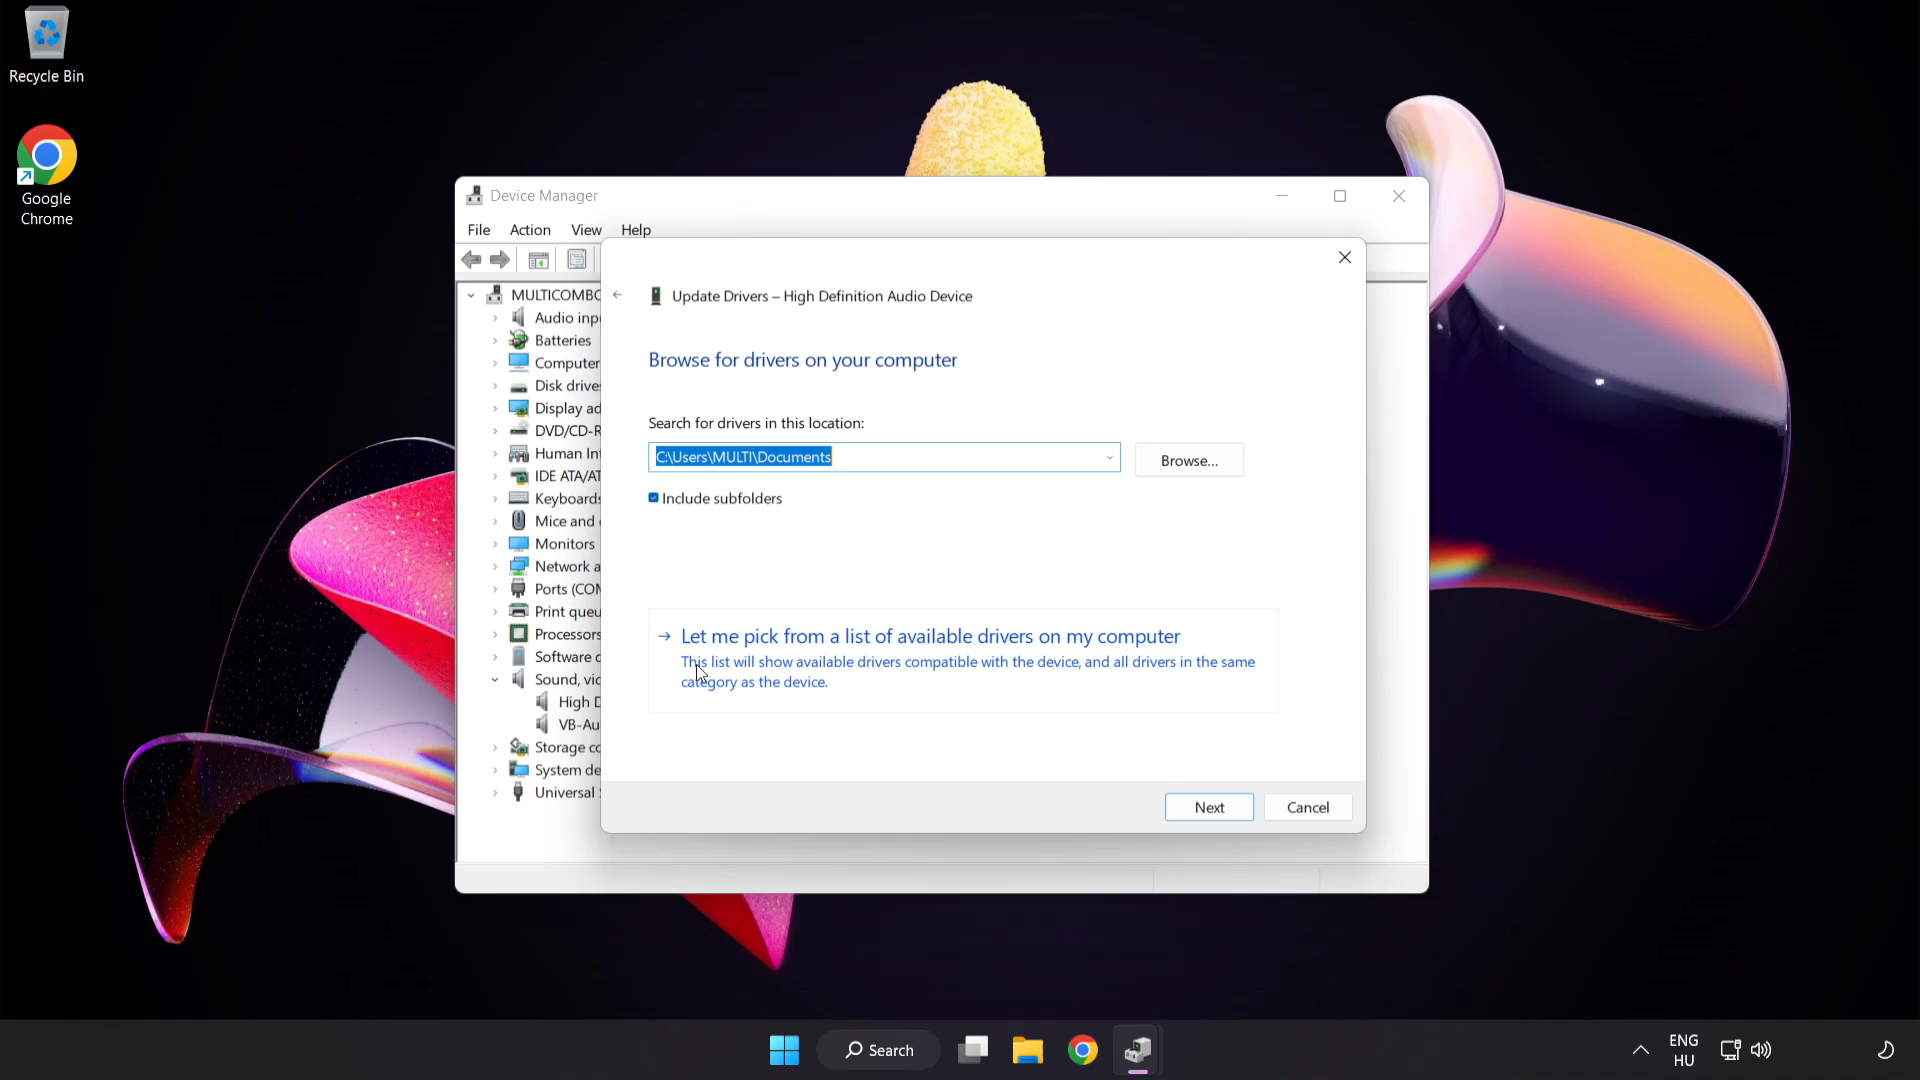 Recycle Bin
Google
Chrome
Device Manager
File Action View Help
Update Drivers – High Definition Audio Device
Browse for drivers on your computer
Search for drivers in this location:
C:\Users\MULTI\Documents
Browse...
Include subfolders
Let me pick from a list of available drivers on my computer
This list will show available drivers compatible with the device, and all drivers in the same
category as the device.
Next
Cancel
MULTICOMBO
Audio inpu
Batteries
Computer
Disk drives
Display ad
DVD/CD-R
Human Int
IDE ATA/AT
Keyboards
Mice and
Monitors
Network a
Ports (COM
Print queu
Processors
Software d
Sound, vid
High D
VB-Au
Storage co
System de
Universal
Search
ENG
HU